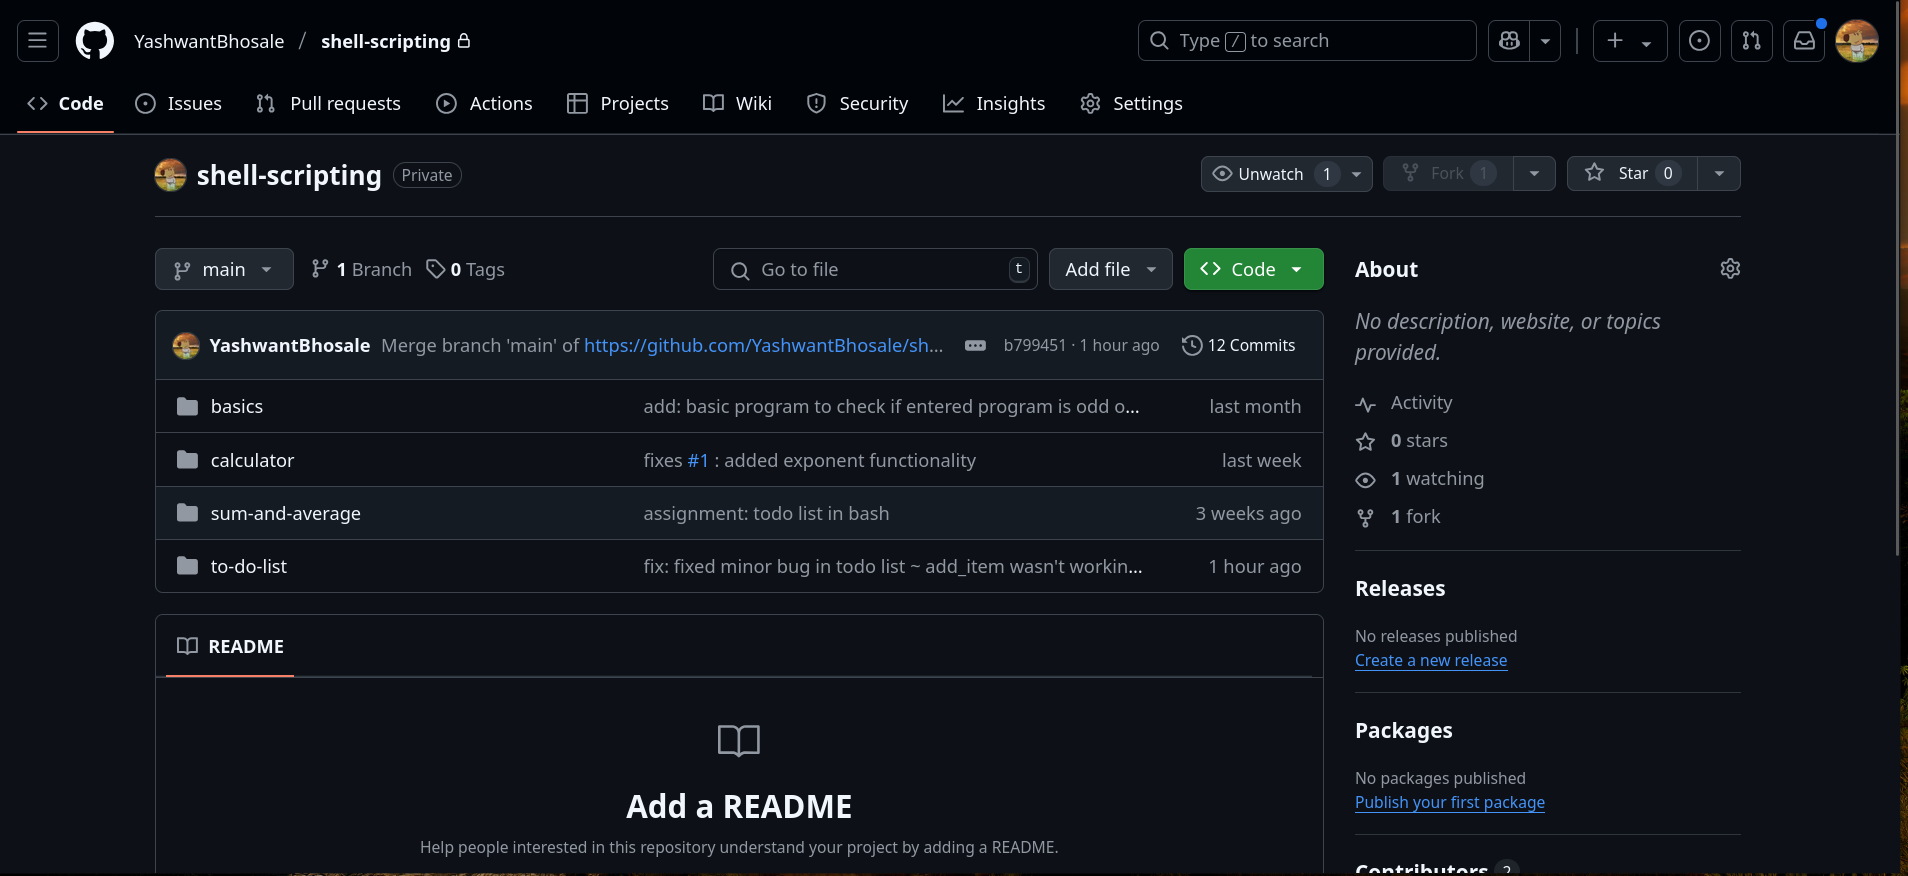 YashwantBhosale / shell-scripting
Type / to search
Code Issues Pull requests Actions Projects Wiki Security Insights Settings
shell-scripting Private
Unwatch 1 Fork 1 Star 0
main 1 Branch 0 Tags
Go to file t Add file Code
YashwantBhosale Merge branch 'main' of https://github.com/YashwantBhosale/sh... b799451 · 1 hour ago 12 Commits
basics add: basic program to check if entered program is odd o... last month
calculator fixes #1 : added exponent functionality last week
sum-and-average assignment: todo list in bash 3 weeks ago
to-do-list fix: fixed minor bug in todo list ~ add_item wasn't workin... 1 hour ago
README
Add a README
Help people interested in this repository understand your project by adding a README.
About
No description, website, or topics
provided.
Activity
0 stars
1 watching
1 fork
Releases
No releases published
Create a new release
Packages
No packages published
Publish your first package
Contributors 2